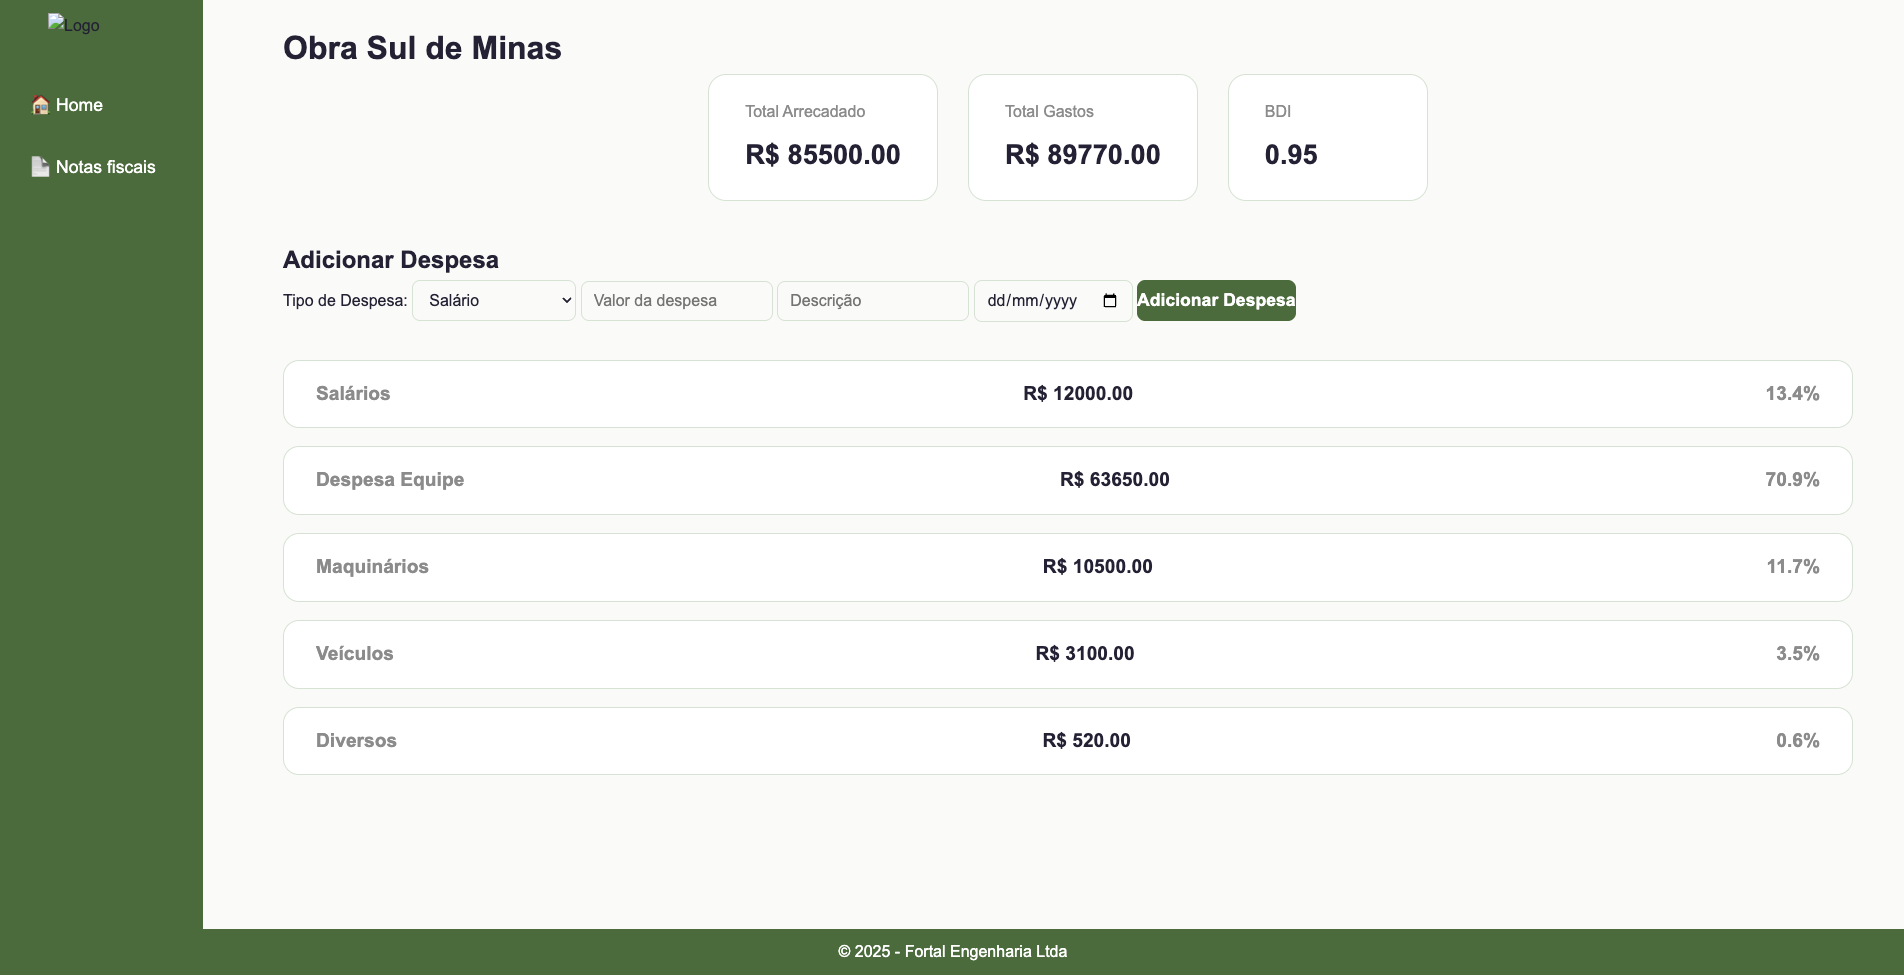 Logo
🏠 Home
📄 Notas fiscais
Obra Sul de Minas
Total Arrecadado
R$ 85500.00
Total Gastos
R$ 89770.00
BDI
0.95
Adicionar Despesa
Tipo de Despesa: Salário Valor da despesa Descrição dd/mm/yyyy Adicionar Despesa
Salários R$ 12000.00 13.4%
Despesa Equipe R$ 63650.00 70.9%
Maquinários R$ 10500.00 11.7%
Veículos R$ 3100.00 3.5%
Diversos R$ 520.00 0.6%
© 2025 - Fortal Engenharia Ltda